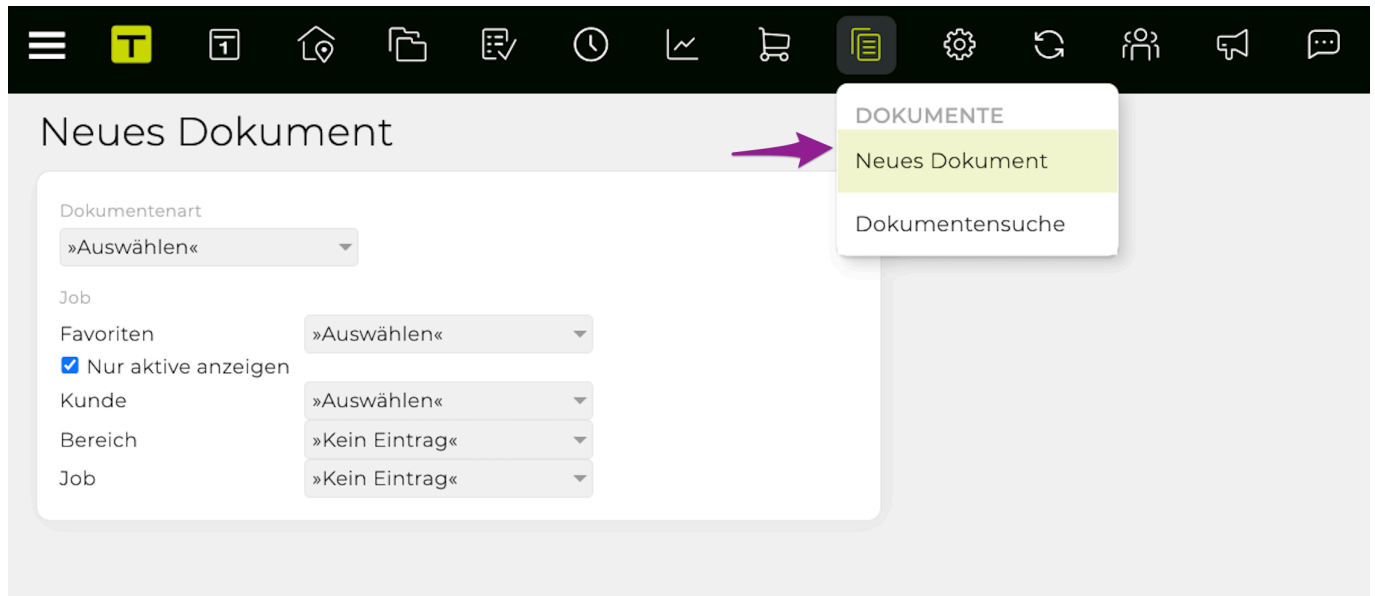 T
1
Neues Dokument
DOKUMENTE
Neues Dokument
Dokumentensuche
Dokumentenart
»Auswählen«
Job
Favoriten »Auswählen«
Nur aktive anzeigen
Kunde »Auswählen«
Bereich »Kein Eintrag«
Job »Kein Eintrag«